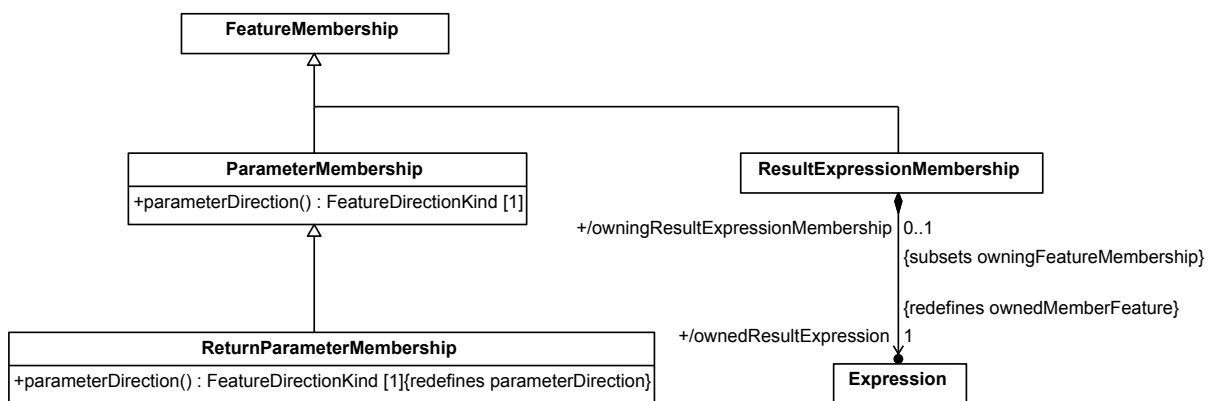 FeatureMembership
ParameterMembership
+parameterDirection() : FeatureDirectionKind [1]
ResultExpressionMembership
+/owningResultExpressionMembership 0..1
{subsets owningFeatureMembership}
{redefines ownedMemberFeature}
+/ownedResultExpression 1
ReturnParameterMembership
+parameterDirection() : FeatureDirectionKind [1]{redefines parameterDirection}
Expression